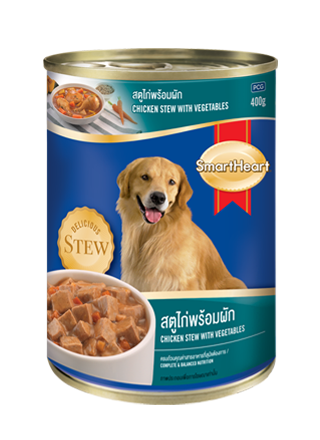 สตูไก่พร้อมผัก
CHICKEN STEW WITH VEGETABLES
PCG
400g
SmartHeart
DELICIOUS
STEW
สตูไก่พร้อมผัก
CHICKEN STEW WITH VEGETABLES
COMPLETE & BALANCED NUTRITION